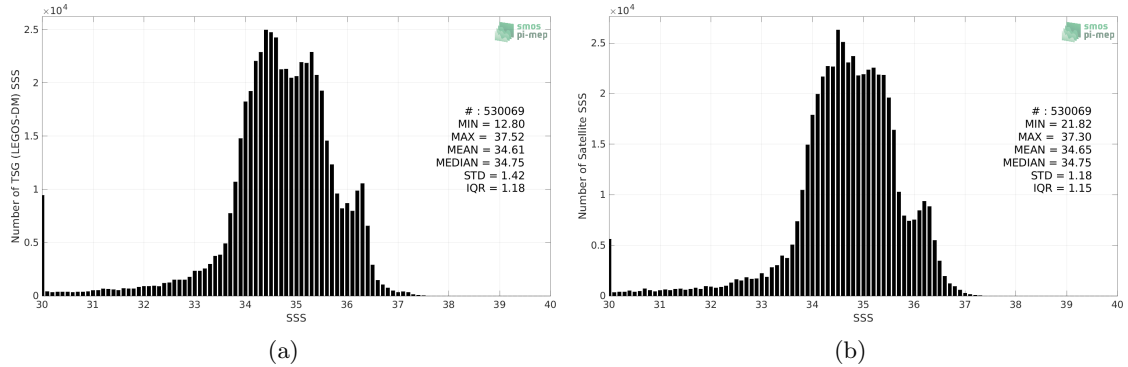 ×10⁴
2.5
2
1.5
1
0.5
0
Number of TSG (LEGOS-DM) SSS
30 31 32 33 34 35 36 37 38 39 40
SSS
smos
pi-mep
# : 530069
MIN = 12.80
MAX = 37.52
MEAN = 34.61
MEDIAN = 34.75
STD = 1.42
IQR = 1.18
(a)
×10⁴
2.5
2
1.5
1
0.5
0
Number of Satellite SSS
30 31 32 33 34 35 36 37 38 39 40
SSS
smos
pi-mep
# : 530069
MIN = 21.82
MAX = 37.30
MEAN = 34.65
MEDIAN = 34.75
STD = 1.18
IQR = 1.15
(b)